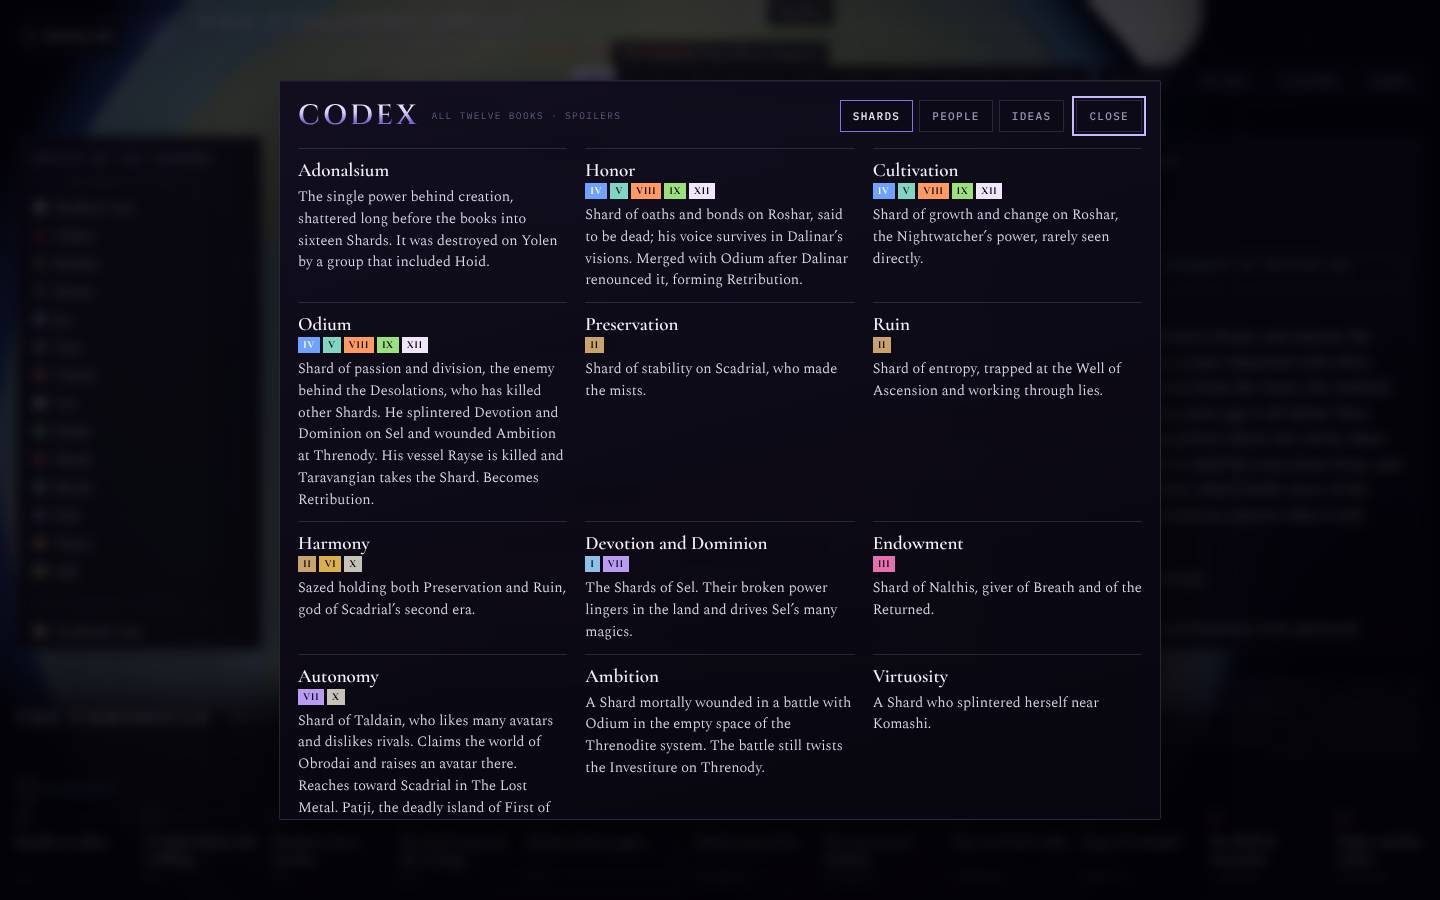 CODEX
ALL TWELVE BOOKS · SPOILERS
SHARDS
PEOPLE
IDEAS
CLOSE
Adonalsium
The single power behind creation,
shattered long before the books into
sixteen Shards. It was destroyed on Yolen
by a group that included Hoid.
Honor
IV V VIII IX XII
Shard of oaths and bonds on Roshar, said
to be dead; his voice survives in Dalinar’s
visions. Merged with Odium after Dalinar
renounced it, forming Retribution.
Cultivation
IV V VIII IX XII
Shard of growth and change on Roshar,
the Nightwatcher’s power, rarely seen
directly.
Odium
IV V VIII IX XII
Shard of passion and division, the enemy
behind the Desolations, who has killed
other Shards. He splintered Devotion and
Dominion on Sel and wounded Ambition
at Threnody. His vessel Rayse is killed and
Taravangian takes the Shard. Becomes
Retribution.
Preservation
II
Shard of stability on Scadrial, who made
the mists.
Ruin
II
Shard of entropy, trapped at the Well of
Ascension and working through lies.
Harmony
II VI X
Sazed holding both Preservation and Ruin,
god of Scadrial’s second era.
Devotion and Dominion
I VII
The Shards of Sel. Their broken power
lingers in the land and drives Sel’s many
magics.
Endowment
III
Shard of Nalthis, giver of Breath and of the
Returned.
Autonomy
VII X
Shard of Taldain, who likes many avatars
and dislikes rivals. Claims the world of
Obrodai and raises an avatar there.
Reaches toward Scadrial in The Lost
Metal. Patji, the deadly island of First of
Ambition
A Shard mortally wounded in a battle with
Odium in the empty space of the
Threnodite system. The battle still twists
the Investiture on Threnody.
Virtuosity
A Shard who splintered herself near
Komashi.